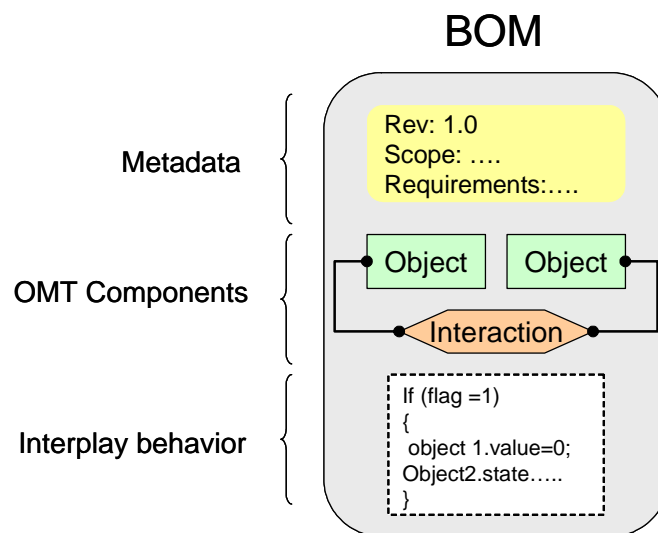 BOM
Metadata
Rev: 1.0
Scope: ….
Requirements:….
OMT Components
Object
Object
Interaction
Interplay behavior
If (flag =1)
{
object 1.value=0;
Object2.state…..
}